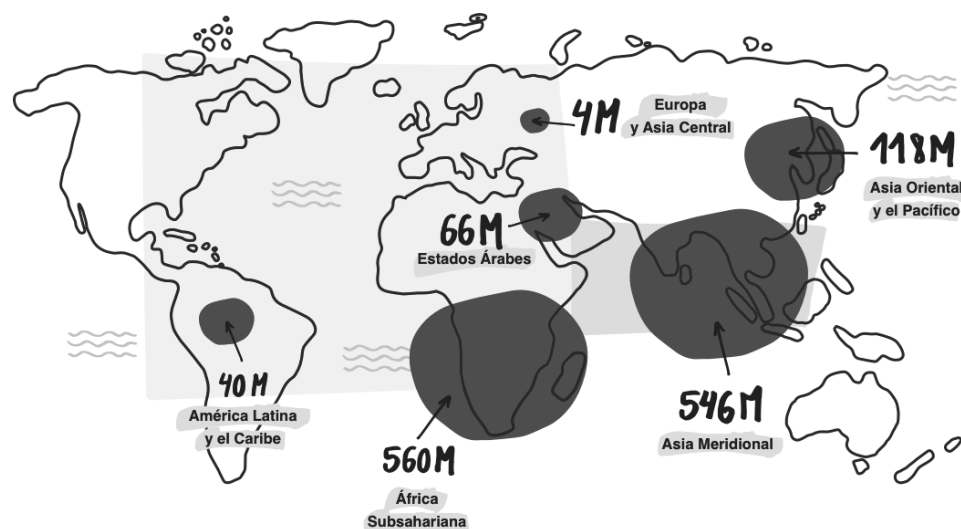 4M
Europa
y Asia Central
118M
Asia Oriental
y el Pacífico
66M
Estados Árabes
40M
América Latina
y el Caribe
546M
Asia Meridional
560M
África
Subsahariana